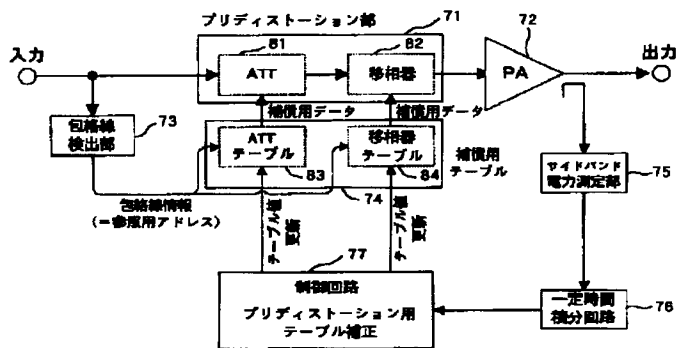 プリディストーション部
71
72
入力
81
82
出力
ATT
移相器
PA
補償用データ
補償用データ
包絡線
検出部
73
ATT
テーブル
83
移相器
テーブル
84
補償用
テーブル
74
サイドバンド
電力測定部
75
包絡線情報
(=参照用アドレス)
テーブル値
更新
テーブル値
更新
77
制御回路
プリディストーション用
テーブル補正
一定時間
積分回路
76